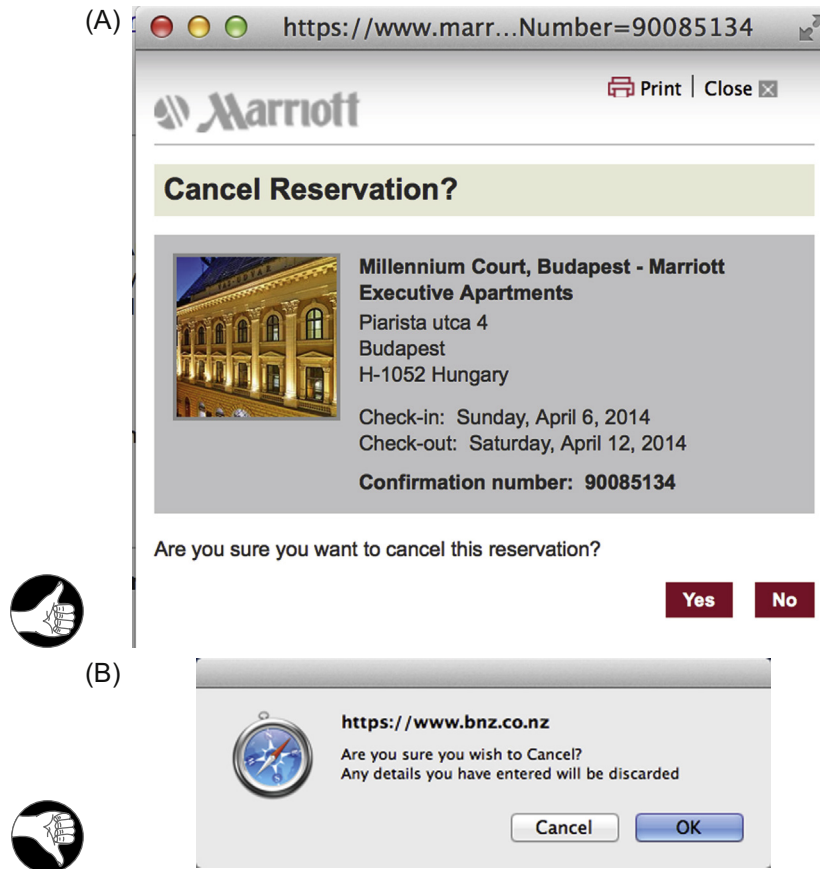 (A)
https://www.marr...Number=90085134
Print | Close
Marriott
Cancel Reservation?
Millennium Court, Budapest - Marriott
Executive Apartments
Piarista utca 4
Budapest
H-1052 Hungary
Check-in: Sunday, April 6, 2014
Check-out: Saturday, April 12, 2014
Confirmation number: 90085134
Are you sure you want to cancel this reservation?
Yes No
(B)
https://www.bnz.co.nz
Are you sure you wish to Cancel?
Any details you have entered will be discarded
Cancel OK